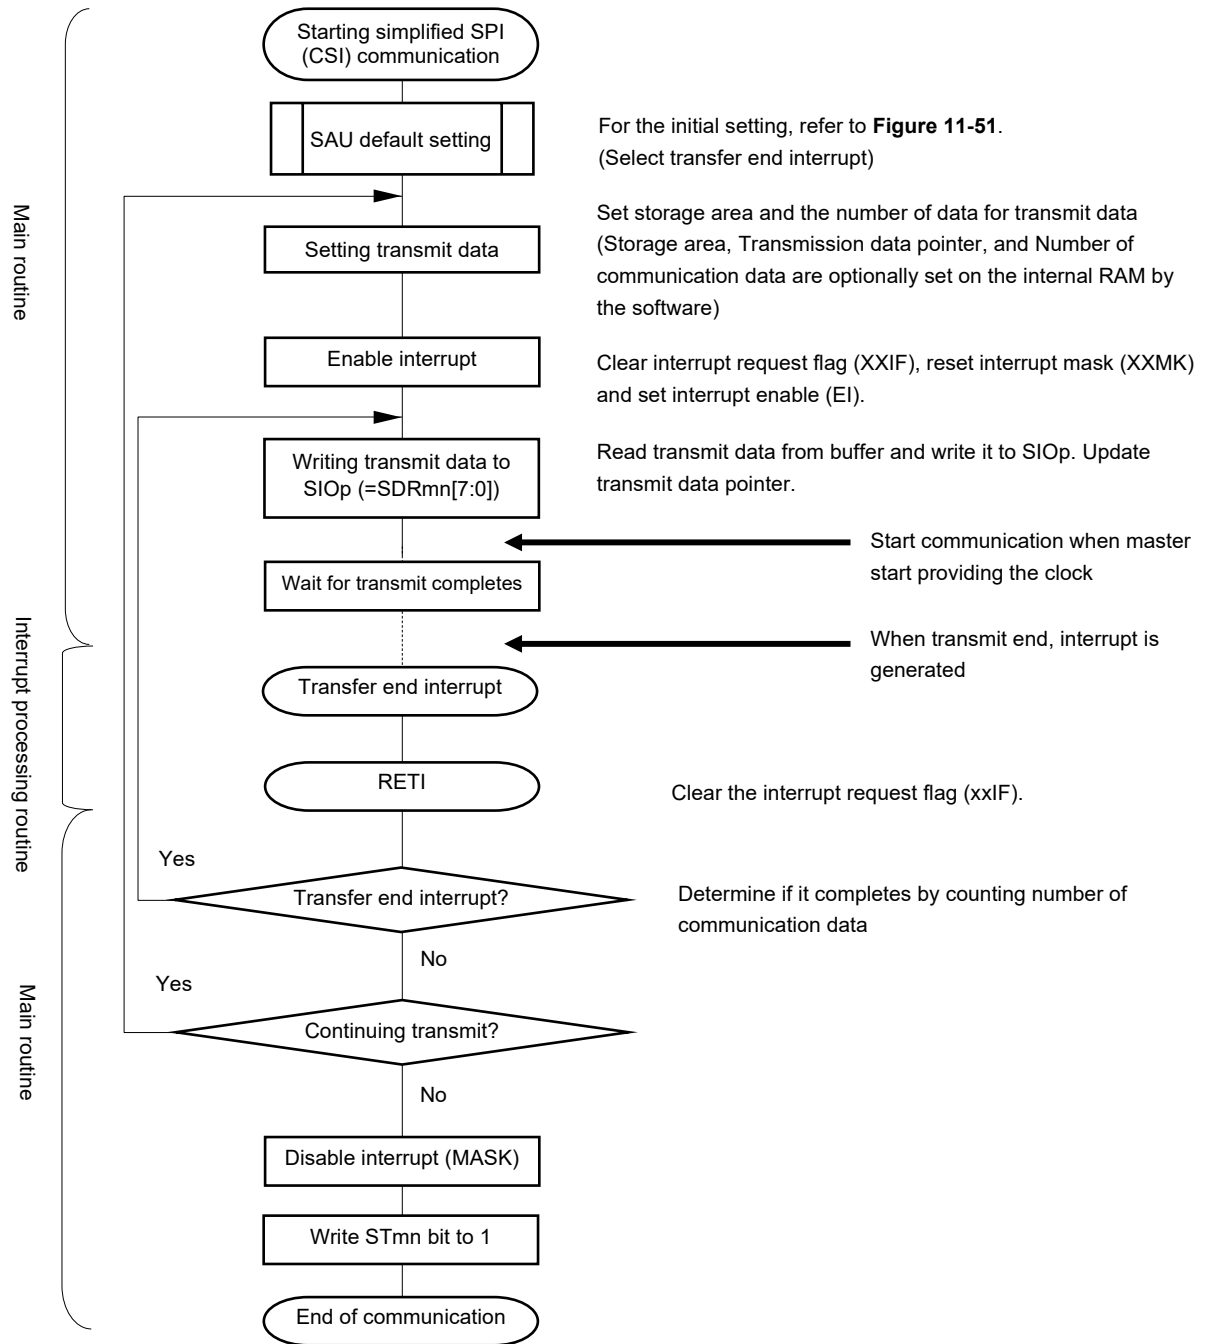 Starting simplified SPI
(CSI) communication
SAU default setting
For the initial setting, refer to Figure 11-51.
(Select transfer end interrupt)
Main routine
Setting transmit data
Set storage area and the number of data for transmit data
(Storage area, Transmission data pointer, and Number of
communication data are optionally set on the internal RAM by
the software)
Enable interrupt
Clear interrupt request flag (XXIF), reset interrupt mask (XXMK)
and set interrupt enable (EI).
Writing transmit data to
SIOp (=SDRmn[7:0])
Read transmit data from buffer and write it to SIOp. Update
transmit data pointer.
Start communication when master
start providing the clock
Wait for transmit completes
When transmit end, interrupt is
generated
Interrupt processing routine
Transfer end interrupt
RETI
Clear the interrupt request flag (xxIF).
Yes
Transfer end interrupt?
Determine if it completes by counting number of
communication data
No
Yes
Main routine
Continuing transmit?
No
Disable interrupt (MASK)
Write STmn bit to 1
End of communication